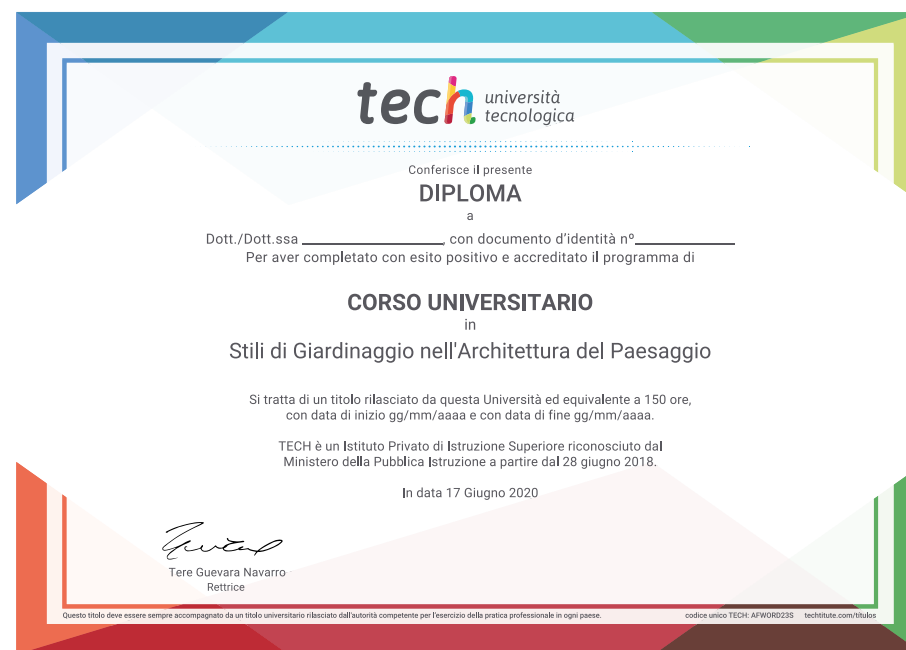 tech università
tecnologica
Conferisce il presente
DIPLOMA
a
Dott./Dott.ssa ____________________, con documento d'identità nº______________
Per aver completato con esito positivo e accreditato il programma di
CORSO UNIVERSITARIO
in
Stili di Giardinaggio nell'Architettura del Paesaggio
Si tratta di un titolo rilasciato da questa Università ed equivalente a 150 ore,
con data di inizio gg/mm/aaaa e con data di fine gg/mm/aaaa.
TECH è un Istituto Privato di Istruzione Superiore riconosciuto dal
Ministero della Pubblica Istruzione a partire dal 28 giugno 2018.
In data 17 Giugno 2020
Tere Guevara Navarro
Rettrice
Questo titolo deve essere sempre accompagnato da un titolo universitario rilasciato dall'autorità competente per l'esercizio della pratica professionale in ogni paese. codice unico TECH: AFWORD23S techtitute.com/títulos